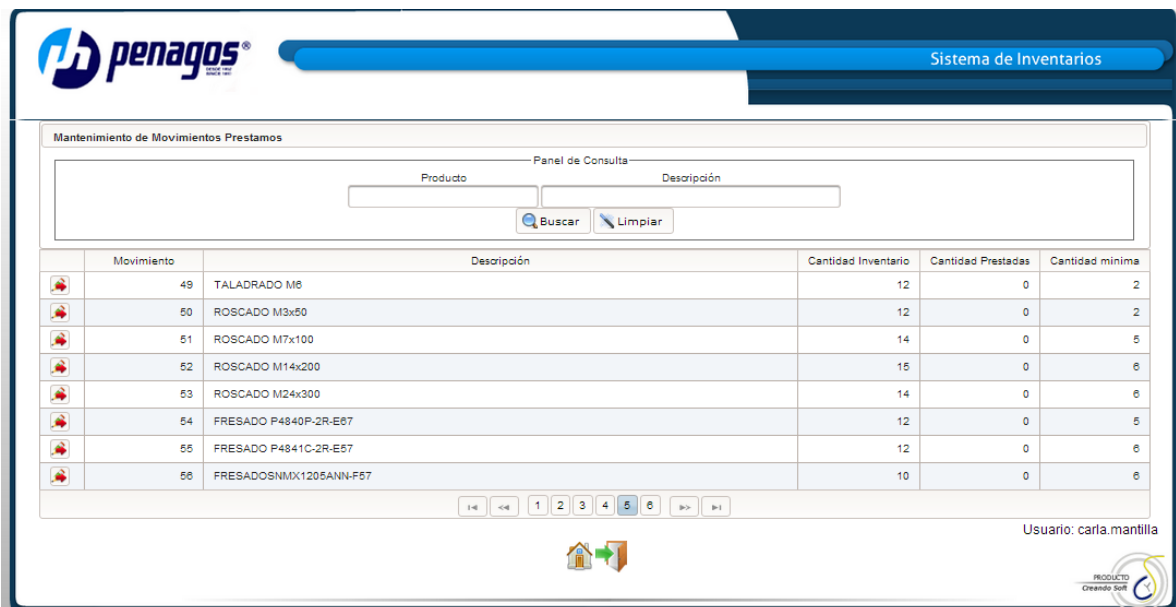 penagos®
DESDE 1892
SINCE 1892
Sistema de Inventarios
Mantenimiento de Movimientos Prestamos
Panel de Consulta
Producto Descripción
Buscar Limpiar
Movimiento Descripción Cantidad Inventario Cantidad Prestadas Cantidad minima
49 TALADRADO M6 12 0 2
50 ROSCADO M3x50 12 0 2
51 ROSCADO M7x100 14 0 5
52 ROSCADO M14x200 15 0 6
53 ROSCADO M24x300 14 0 6
54 FRESADO P4840P-2R-E67 12 0 5
55 FRESADO P4841C-2R-E57 12 0 6
56 FRESADOSNMX1205ANN-F57 10 0 6
1 2 3 4 5 6
Usuario: carla.mantilla
PRODUCTO
Creando Soft